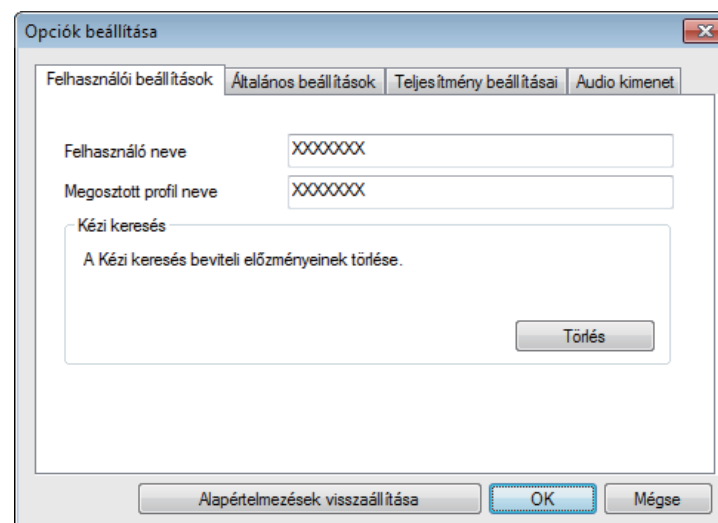 Opciók beállítása
Felhasználói beállítások Általános beállítások Teljesítmény beállításai Audio kimenet
Felhasználó neve XXXXXXX
Megosztott profil neve XXXXXXX
Kézi keresés
A Kézi keresés beviteli előzményeinek törlése.
Törlés
Alapértelmezések visszaállítása OK Mégse